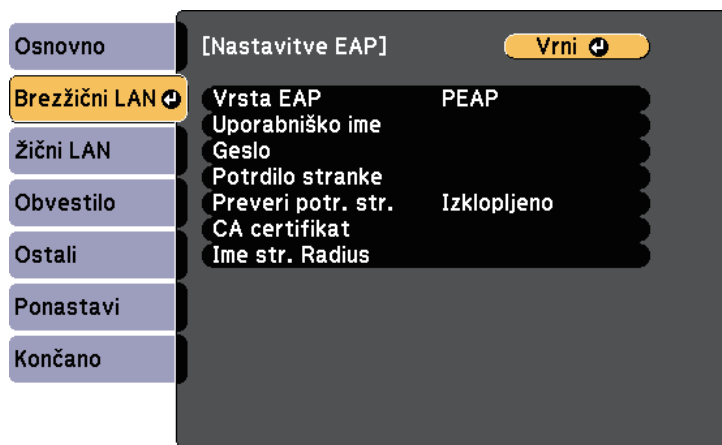 Osnovno
Brezžični LAN
Žični LAN
Obvestilo
Ostali
Ponastavi
Končano
[Nastavitve EAP] Vrni
Vrsta EAP PEAP
Uporabniško ime
Geslo
Potrdilo stranke
Preveri potr. str. Izklopljeno
CA certifikat
Ime str. Radius